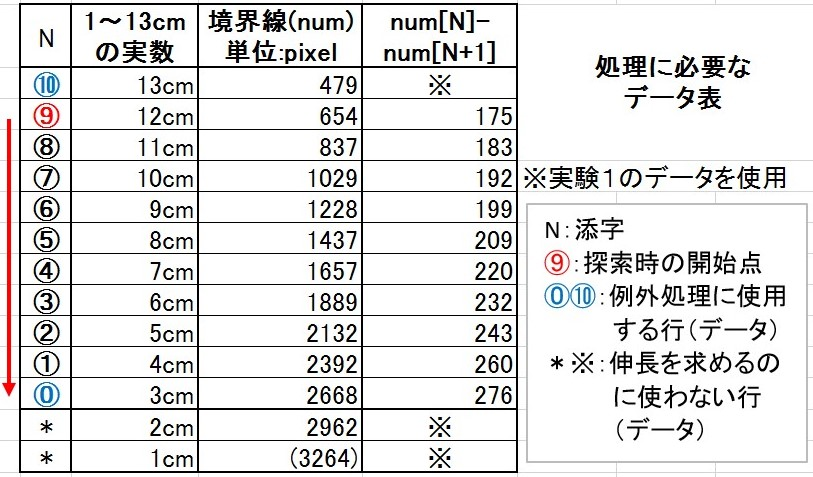 N 1～13cmの実数 境界線(num)単位:pixel num[N]-num[N+1]
⑩ 13cm 479 ※
⑨ 12cm 654 175
⑧ 11cm 837 183
⑦ 10cm 1029 192
⑥ 9cm 1228 199
⑤ 8cm 1437 209
④ 7cm 1657 220
③ 6cm 1889 232
② 5cm 2132 243
① 4cm 2392 260
⓪ 3cm 2668 276
* 2cm 2962 ※
* 1cm (3264) ※
処理に必要な
データ表
※実験１のデータを使用
N：添字
⑨：探索時の開始点
⓪⑩：例外処理に使用
する行（データ）
＊※：伸長を求めるの
に使わない行
（データ）